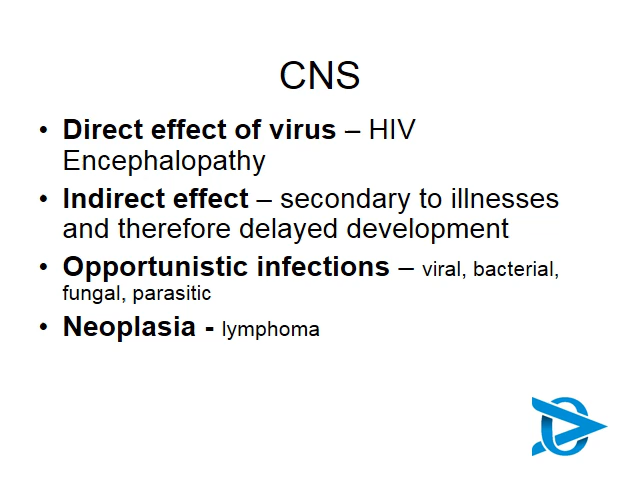 CNS
• Direct effect of virus – HIV
Encephalopathy
• Indirect effect – secondary to illnesses
and therefore delayed development
• Opportunistic infections – viral, bacterial,
fungal, parasitic
• Neoplasia - lymphoma